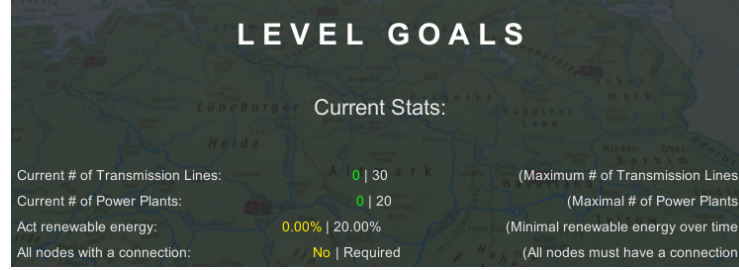 LEVEL GOALS
Current Stats:
Current # of Transmission Lines: 0 | 30 (Maximum # of Transmission Lines
Current # of Power Plants: 0 | 20 (Maximal # of Power Plants
Act renewable energy: 0.00% | 20.00% (Minimal renewable energy over time
All nodes with a connection: No | Required (All nodes must have a connection
Lüneburger
Heide
Altmark